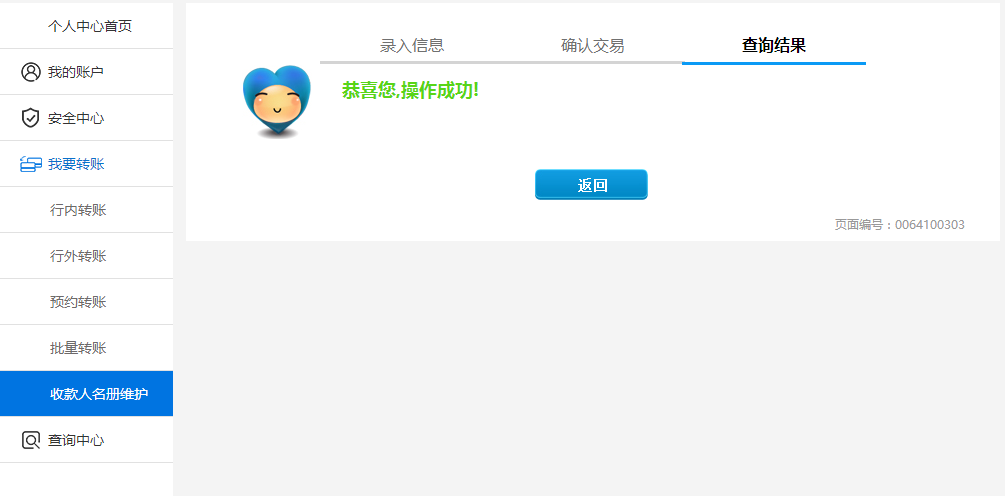 个人中心首页
我的账户
安全中心
我要转账
行内转账
行外转账
预约转账
批量转账
收款人名册维护
查询中心
录入信息
确认交易
查询结果
恭喜您,操作成功!
返回
页面编号：0064100303